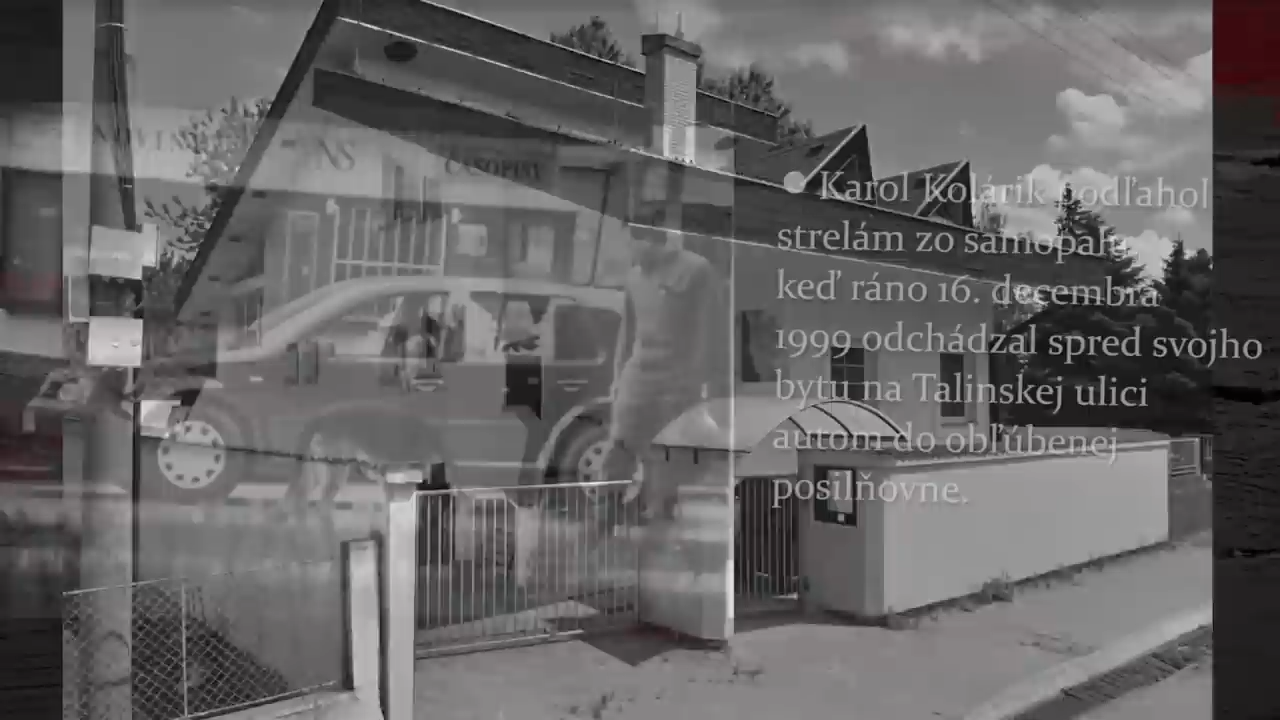 ČASOPISY
Karol Kolárik podľahol
strelám zo samopalu,
keď ráno 16. decembra
1999 odchádzal spred svojho
bytu na Talinskej ulici
autom do obľúbenej
posilňovne.